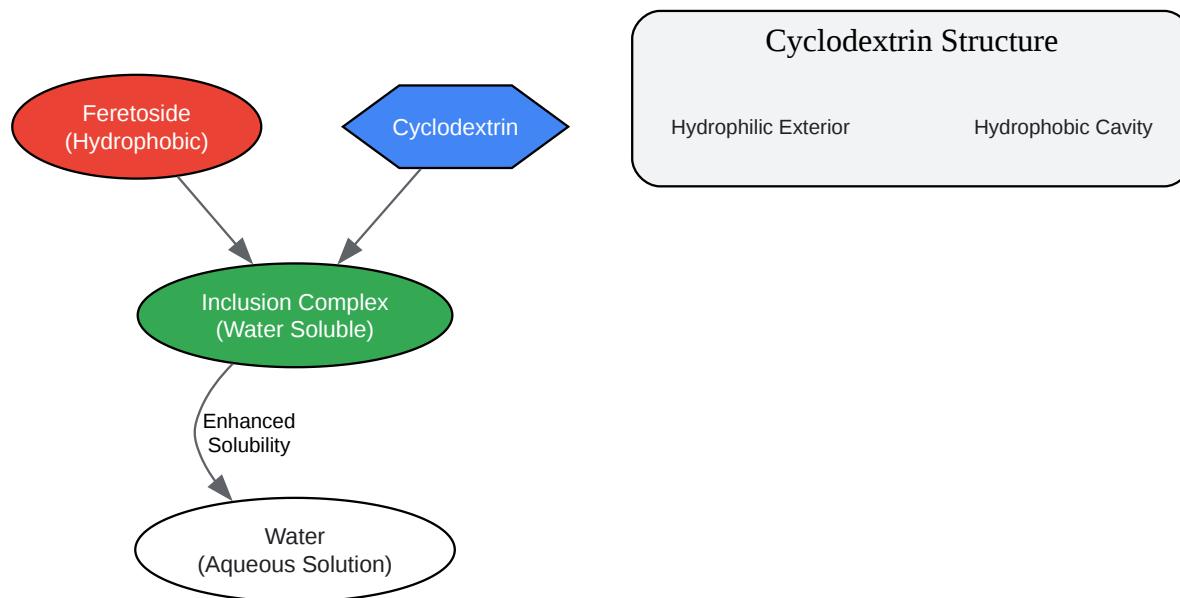 Feretoside
(Hydrophobic)
Cyclodextrin
Cyclodextrin Structure
Hydrophilic Exterior
Hydrophobic Cavity
Inclusion Complex
(Water Soluble)
Enhanced
Solubility
Water
(Aqueous Solution)